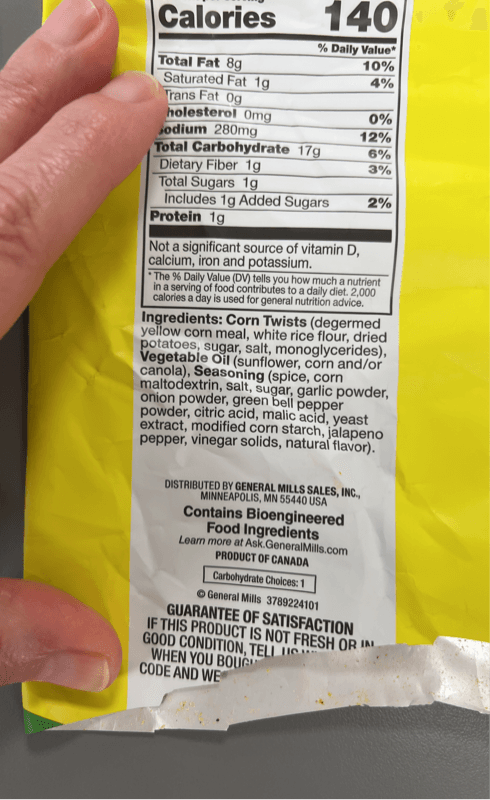 Calories 140
% Daily Value*
Total Fat 8g 10%
Saturated Fat 1g 4%
Trans Fat 0g
holesterol 0mg 0%
odium 280mg 12%
Total Carbohydrate 17g 6%
Dietary Fiber 1g 3%
Total Sugars 1g
Includes 1g Added Sugars 2%
Protein 1g
Not a significant source of vitamin D,
calcium, iron and potassium.
*The % Daily Value (DV) tells you how much a nutrient
in a serving of food contributes to a daily diet. 2,000
calories a day is used for general nutrition advice.
Ingredients: Corn Twists (degermed
yellow corn meal, white rice flour, dried
potatoes, sugar, salt, monoglycerides),
Vegetable Oil (sunflower, corn and/or
canola), Seasoning (spice, corn
maltodextrin, salt, sugar, garlic powder,
onion powder, green bell pepper
powder, citric acid, malic acid, yeast
extract, modified corn starch, jalapeno
pepper, vinegar solids, natural flavor).
DISTRIBUTED BY GENERAL MILLS SALES, INC.,
MINNEAPOLIS, MN 55440 USA
Contains Bioengineered
Food Ingredients
Learn more at Ask.GeneralMills.com
PRODUCT OF CANADA
Carbohydrate Choices: 1
© General Mills 3789224101
GUARANTEE OF SATISFACTION
IF THIS PRODUCT IS NOT FRESH OR IN
GOOD CONDITION, TELL US
WHEN YOU BOUG
CODE AND WE